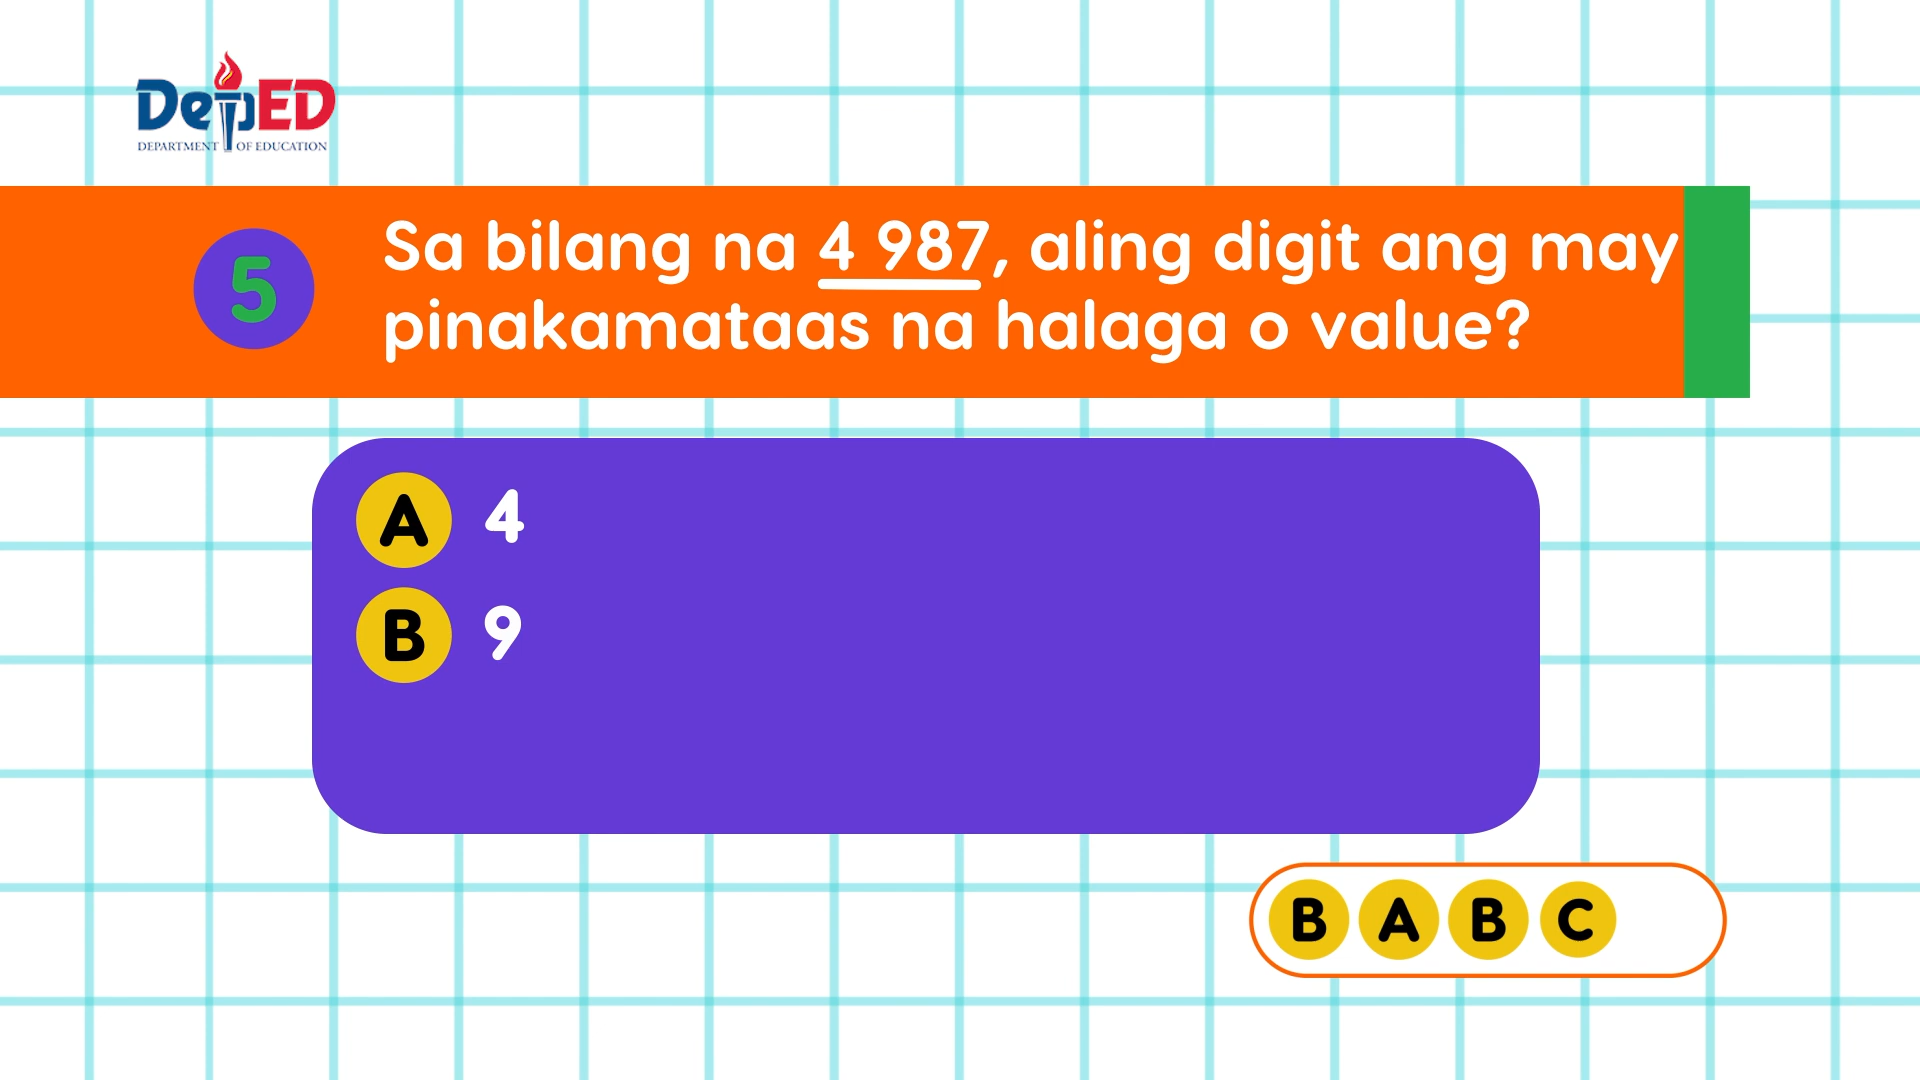 DepED
DEPARTMENT OF EDUCATION
5
Sa bilang na 4 987, aling digit ang may
pinakamataas na halaga o value?
A 4
B 9
B A B C